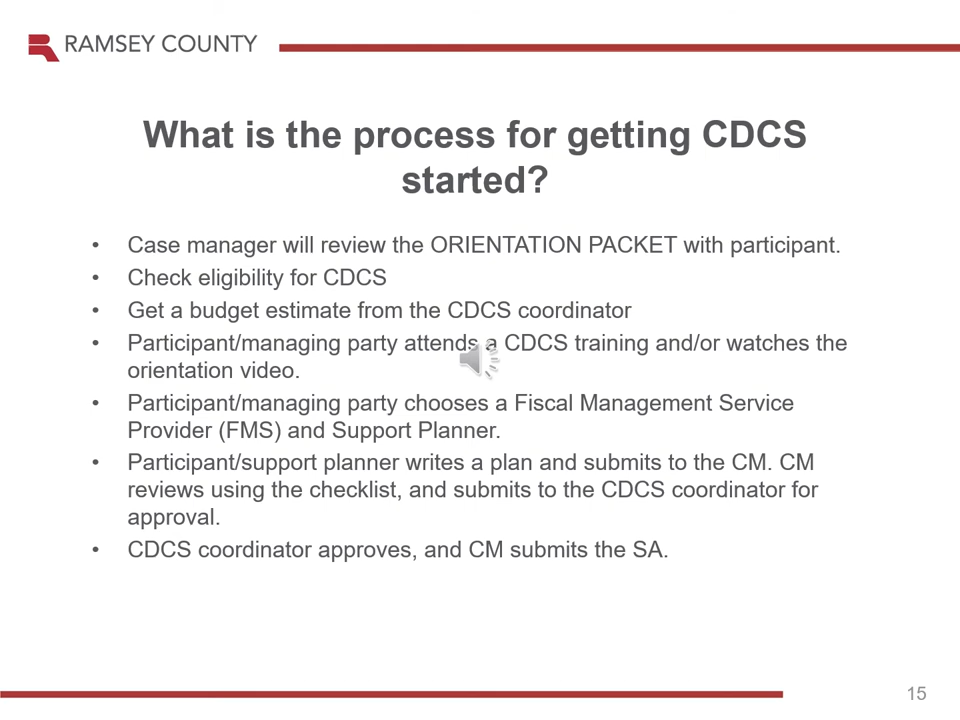 RAMSEY COUNTY
What is the process for getting CDCS
started?
• Case manager will review the ORIENTATION PACKET with participant.
• Check eligibility for CDCS
• Get a budget estimate from the CDCS coordinator
• Participant/managing party attends a CDCS training and/or watches the
orientation video.
• Participant/managing party chooses a Fiscal Management Service
Provider (FMS) and Support Planner.
• Participant/support planner writes a plan and submits to the CM. CM
reviews using the checklist, and submits to the CDCS coordinator for
approval.
• CDCS coordinator approves, and CM submits the SA.
15